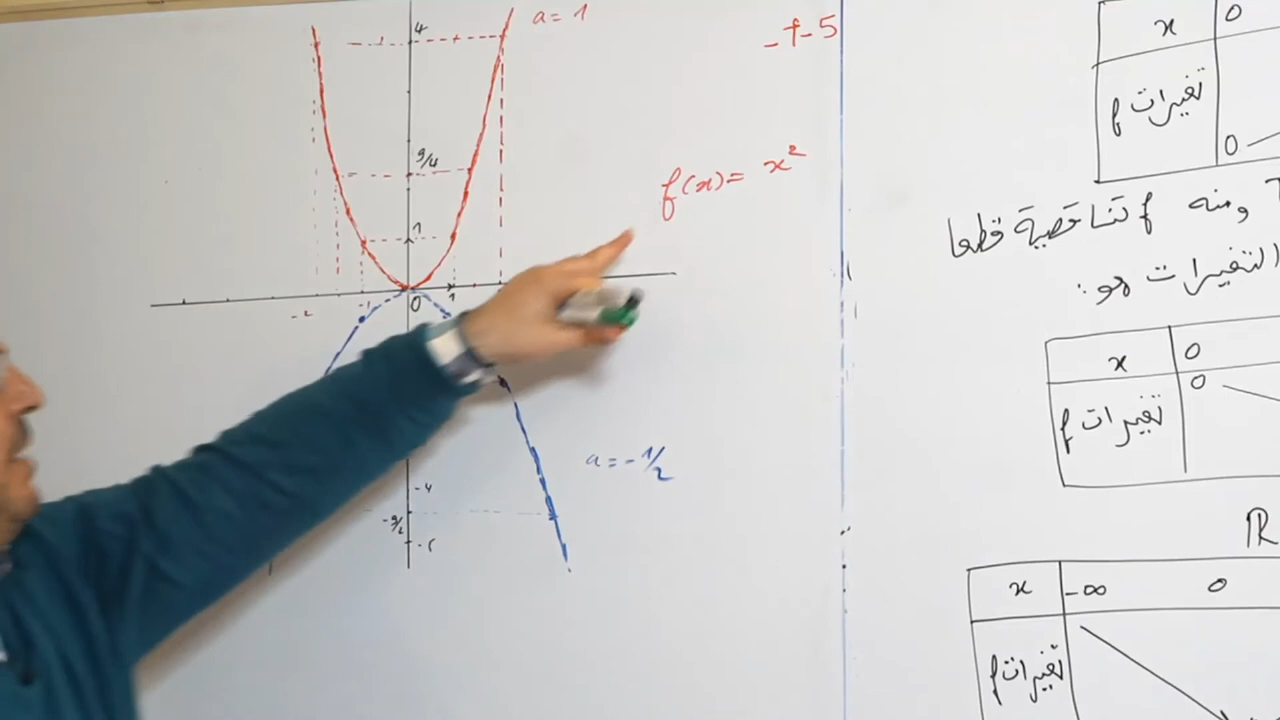 a = 1
4
9/4
1
-2
-1
0
1
-4
-9/2
-5
a = -1/2
f(x) = x²
x 0
تغيرات f
0
ومنه f تناقصية قطعا
التغيرات هو:
x 0
تغيرات f
0
ℝ
x -∞ 0
تغيرات f